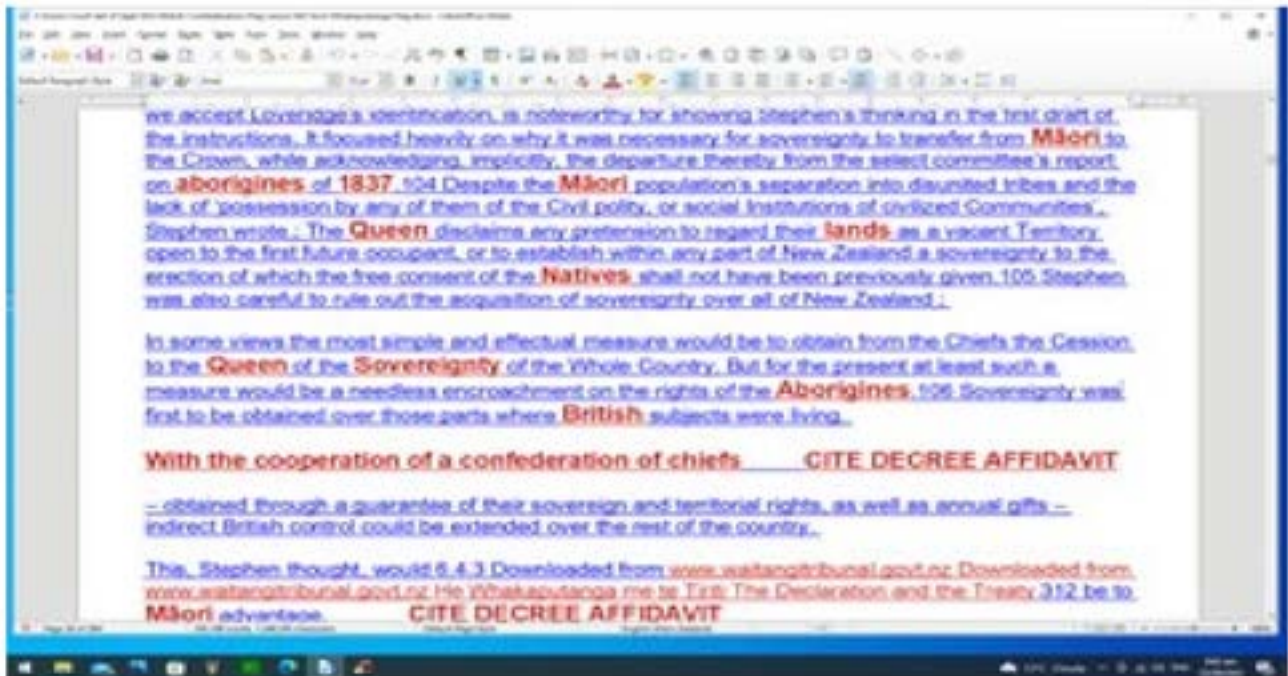 we accept Loveridge's identification, is noteworthy for showing Stephen's thinking in the first draft of
the instructions. It focused heavily on why it was necessary for sovereignty to transfer from Māori to
the Crown, while acknowledging, implicitly, the departure thereby from the select committee's report
on aborigines of 1837.104 Despite the Māori population's separation into disunited tribes and the
lack of 'possession by any of them of the Civil polity, or social Institutions of civilized Communities',
Stephen wrote : The Queen disclaims any pretension to regard their lands as a vacant Territory
open to the first future occupant, or to establish within any part of New Zealand a sovereignty to the
erection of which the free consent of the Natives shall not have been previously given.105 Stephen
was also careful to rule out the acquisition of sovereignty over all of New Zealand :
In some views the most simple and effectual measure would be to obtain from the Chiefs the Cession
to the Queen of the Sovereignty of the Whole Country. But for the present at least such a
measure would be a needless encroachment on the rights of the Aborigines.106 Sovereignty was
first to be obtained over those parts where British subjects were living.
With the cooperation of a confederation of chiefs CITE DECREE AFFIDAVIT
– obtained through a guarantee of their sovereign and territorial rights, as well as annual gifts –
indirect British control could be extended over the rest of the country.
This, Stephen thought, would 6.4.3 Downloaded from www.waitangitribunal.govt.nz Downloaded from
www.waitangitribunal.govt.nz He Whakaputanga me te Tiriti The Declaration and the Treaty 312 be to
Māori advantage. CITE DECREE AFFIDAVIT